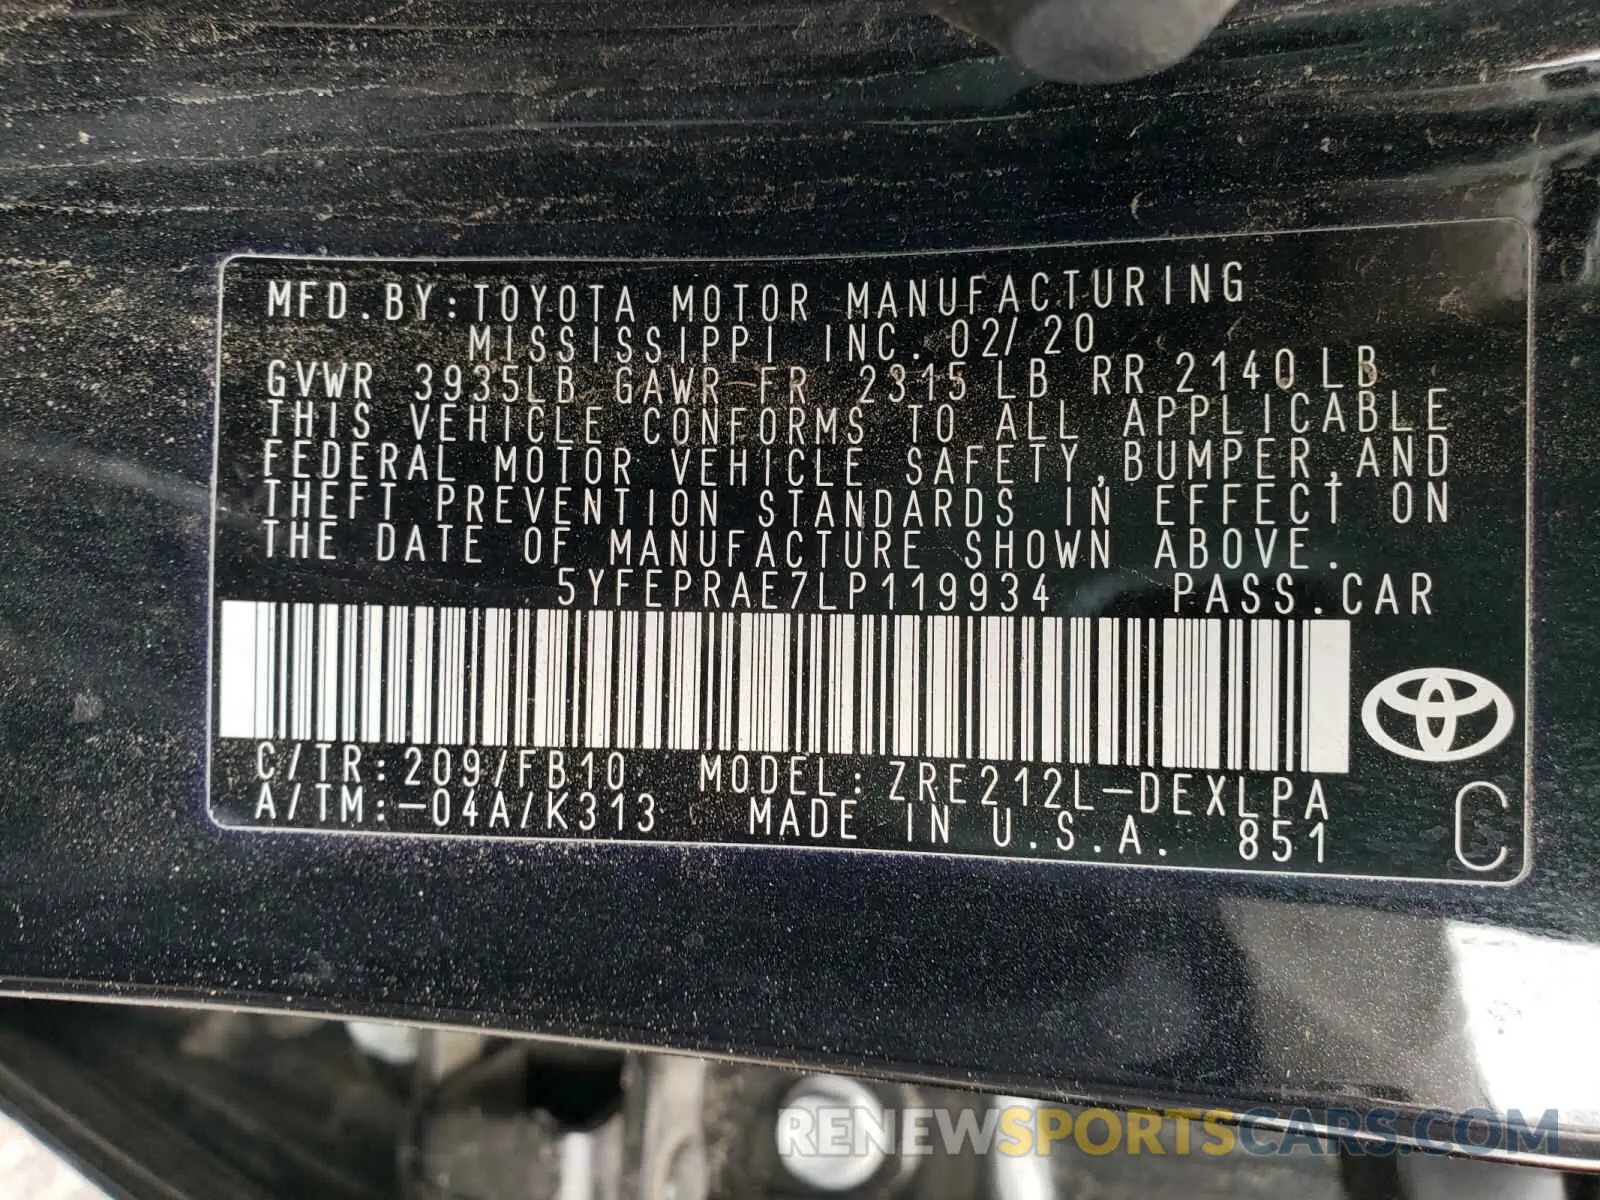 MFD.BY:TOYOTA MOTOR MANUFACTURING
MISSISSIPPI INC. 02/20
GVWR 3935LB GAWR FR 2315 LB RR 2140LB
THIS VEHICLE CONFORMS TO ALL APPLICABLE
FEDERAL MOTOR VEHICLE SAFETY,BUMPER,AND
THEFT PREVENTION STANDARDS IN EFFECT ON
THE DATE OF MANUFACTURE SHOWN ABOVE.
5YFEPRAE7LP119934 PASS.CAR
C/TR:209/FB10 MODEL:ZRE212L-DEXLPA
A/TM:-04A/K313 MADE IN U.S.A. 851
C
RENEWSPORTSCARS.COM